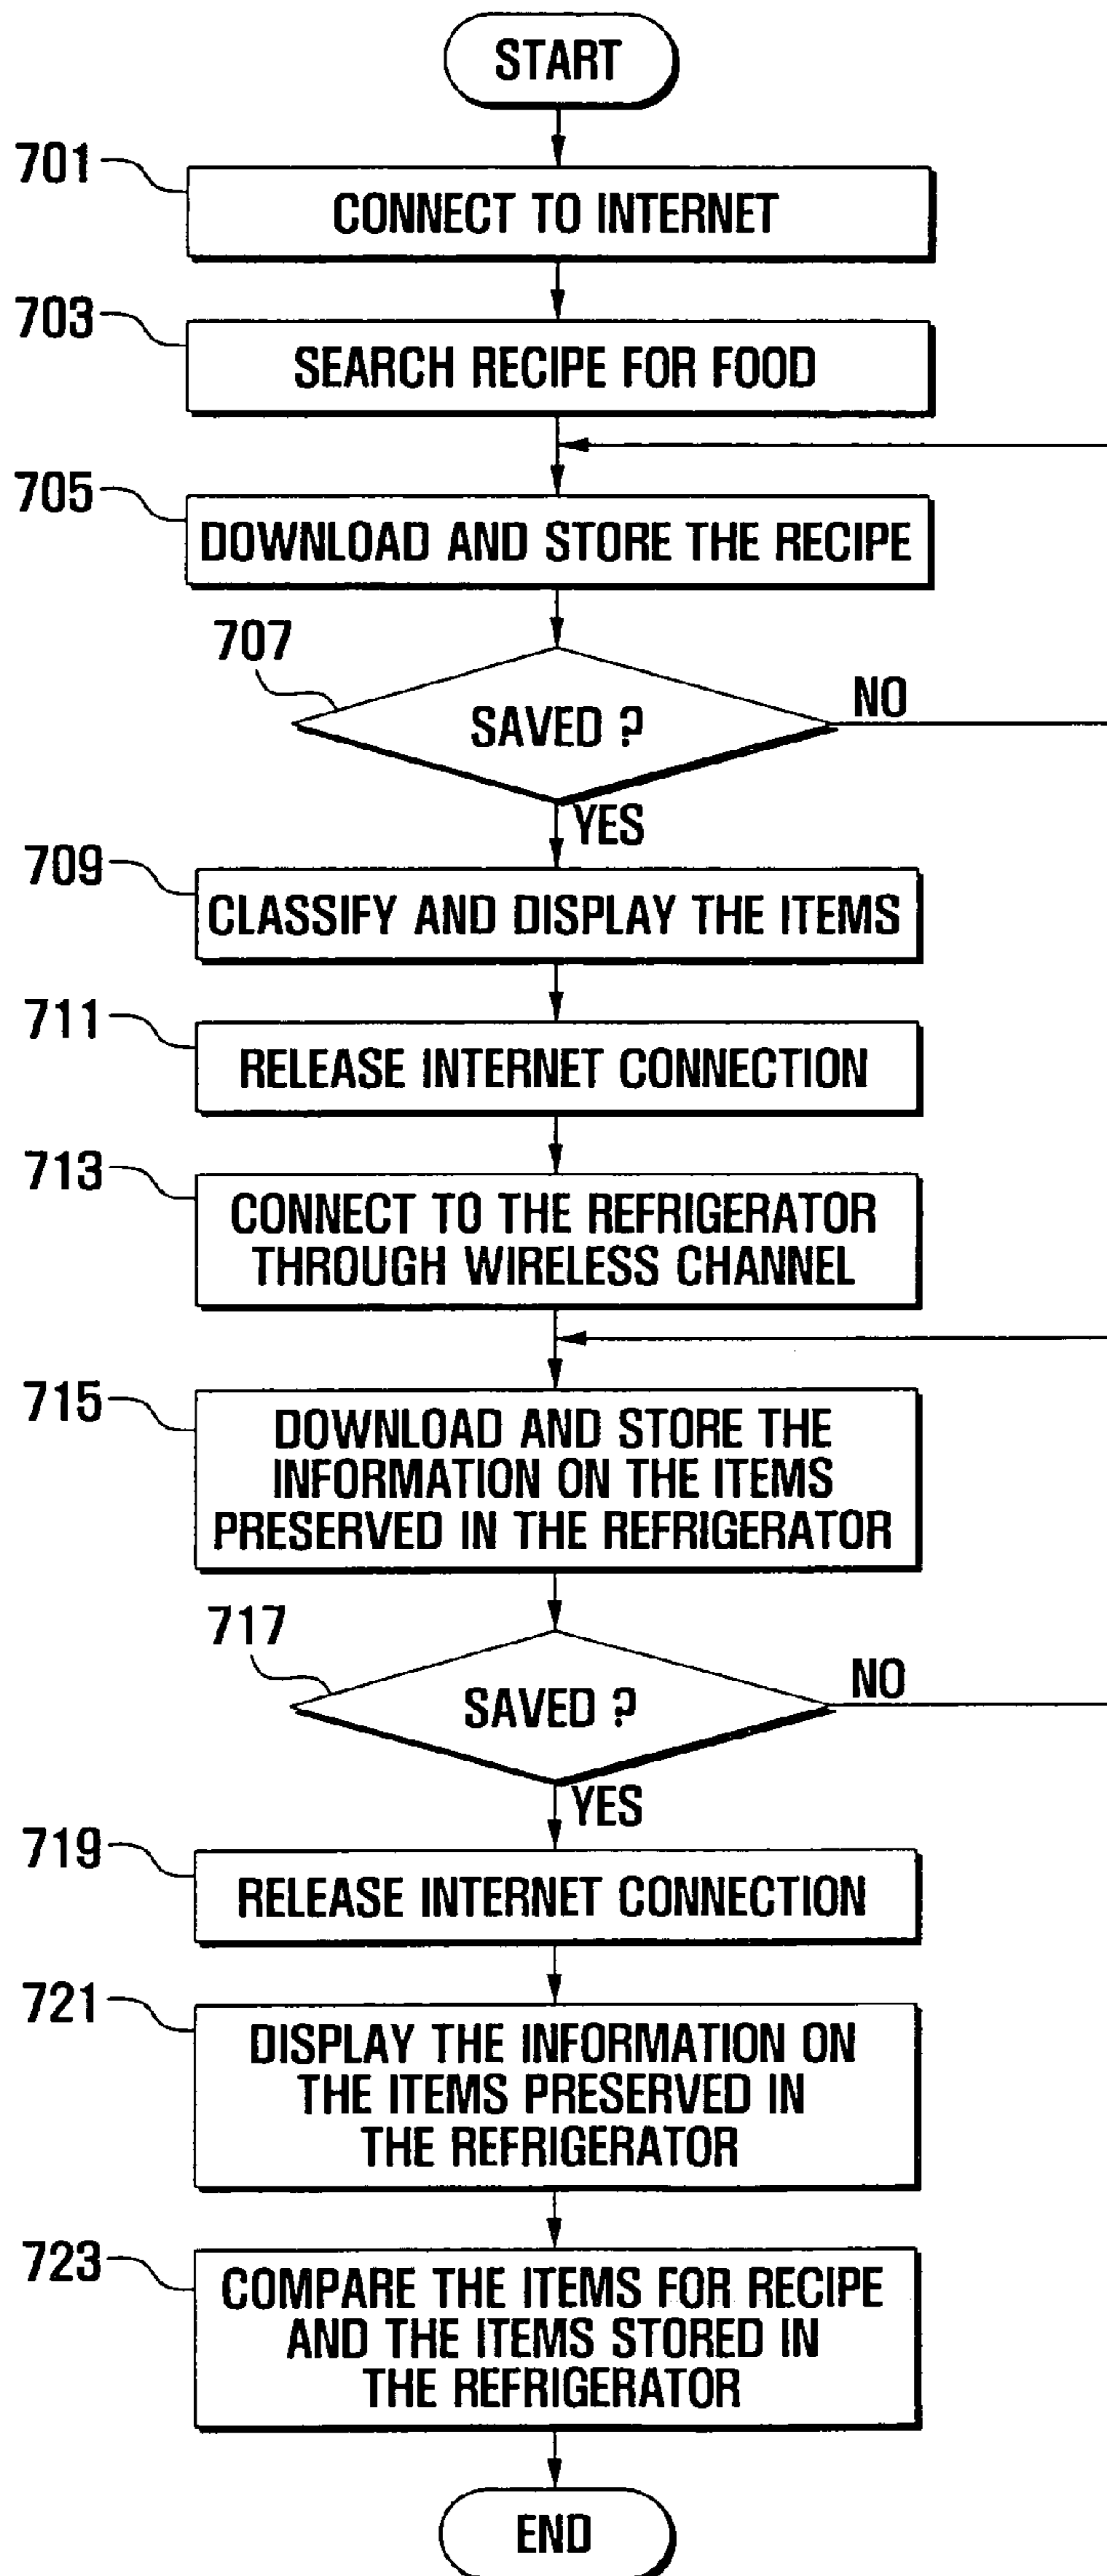 START
701
CONNECT TO INTERNET
703
SEARCH RECIPE FOR FOOD
705
DOWNLOAD AND STORE THE RECIPE
707
SAVED ?
NO
YES
709
CLASSIFY AND DISPLAY THE ITEMS
711
RELEASE INTERNET CONNECTION
713
CONNECT TO THE REFRIGERATOR
THROUGH WIRELESS CHANNEL
715
DOWNLOAD AND STORE THE
INFORMATION ON THE ITEMS
PRESERVED IN THE REFRIGERATOR
717
SAVED ?
NO
YES
719
RELEASE INTERNET CONNECTION
721
DISPLAY THE INFORMATION ON
THE ITEMS PRESERVED IN
THE REFRIGERATOR
723
COMPARE THE ITEMS FOR RECIPE
AND THE ITEMS STORED IN
THE REFRIGERATOR
END